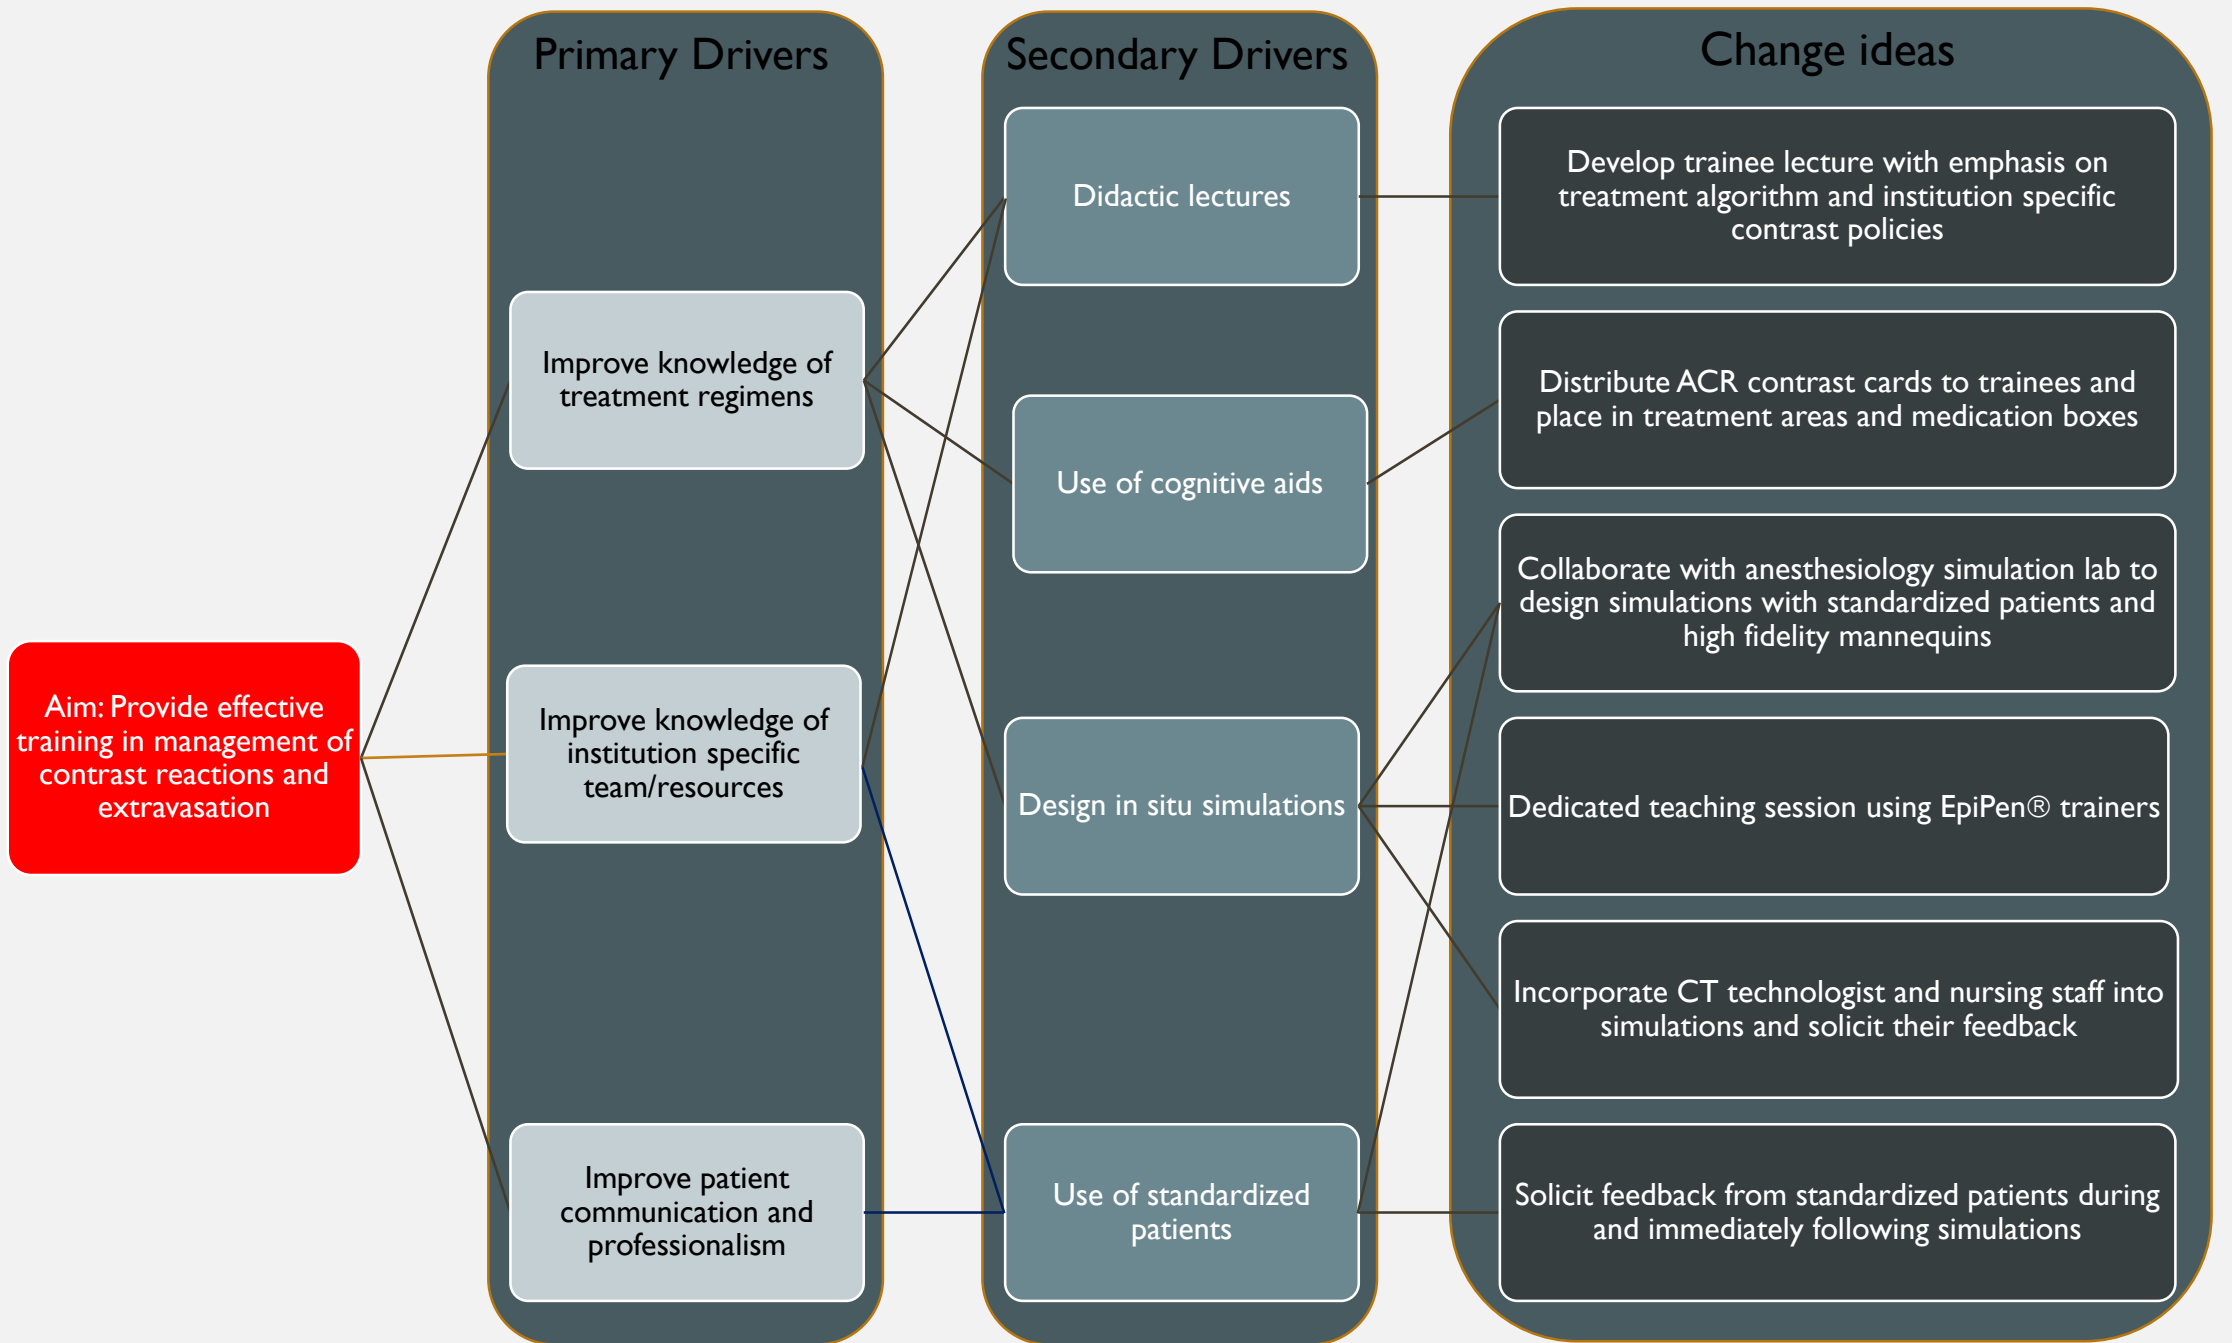 Primary Drivers
Secondary Drivers
Change ideas
Aim: Provide effective
training in management of
contrast reactions and
extravasation
Improve knowledge of
treatment regimens
Improve knowledge of
institution specific
team/resources
Improve patient
communication and
professionalism
Didactic lectures
Use of cognitive aids
Design in situ simulations
Use of standardized
patients
Develop trainee lecture with emphasis on
treatment algorithm and institution specific
contrast policies
Distribute ACR contrast cards to trainees and
place in treatment areas and medication boxes
Collaborate with anesthesiology simulation lab to
design simulations with standardized patients and
high fidelity mannequins
Dedicated teaching session using EpiPen® trainers
Incorporate CT technologist and nursing staff into
simulations and solicit their feedback
Solicit feedback from standardized patients during
and immediately following simulations